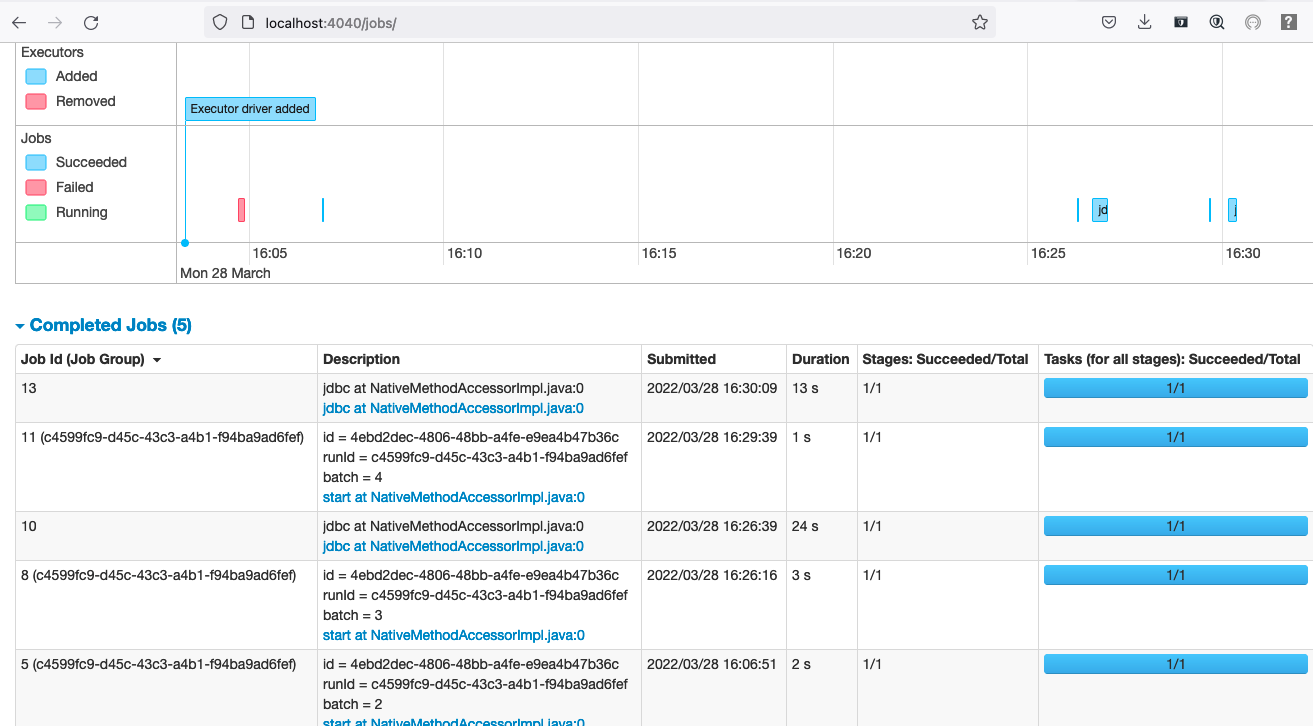 localhost:4040/jobs/
Executors
Added
Removed
Executor driver added
Jobs
Succeeded
Failed
Running
jd
j
16:05 16:10 16:15 16:20 16:25 16:30
Mon 28 March
Completed Jobs (5)
Job Id (Job Group) Description Submitted Duration Stages: Succeeded/Total Tasks (for all stages): Succeeded/Total
13 jdbc at NativeMethodAccessorImpl.java:0 2022/03/28 16:30:09 13 s 1/1 1/1
jdbc at NativeMethodAccessorImpl.java:0
11 (c4599fc9-d45c-43c3-a4b1-f94ba9ad6fef) id = 4ebd2dec-4806-48bb-a4fe-e9ea4b47b36c 2022/03/28 16:29:39 1 s 1/1 1/1
runId = c4599fc9-d45c-43c3-a4b1-f94ba9ad6fef
batch = 4
start at NativeMethodAccessorImpl.java:0
10 jdbc at NativeMethodAccessorImpl.java:0 2022/03/28 16:26:39 24 s 1/1 1/1
jdbc at NativeMethodAccessorImpl.java:0
8 (c4599fc9-d45c-43c3-a4b1-f94ba9ad6fef) id = 4ebd2dec-4806-48bb-a4fe-e9ea4b47b36c 2022/03/28 16:26:16 3 s 1/1 1/1
runId = c4599fc9-d45c-43c3-a4b1-f94ba9ad6fef
batch = 3
start at NativeMethodAccessorImpl.java:0
5 (c4599fc9-d45c-43c3-a4b1-f94ba9ad6fef) id = 4ebd2dec-4806-48bb-a4fe-e9ea4b47b36c 2022/03/28 16:06:51 2 s 1/1 1/1
runId = c4599fc9-d45c-43c3-a4b1-f94ba9ad6fef
batch = 2
start at NativeMethodAccessorImpl.java:0